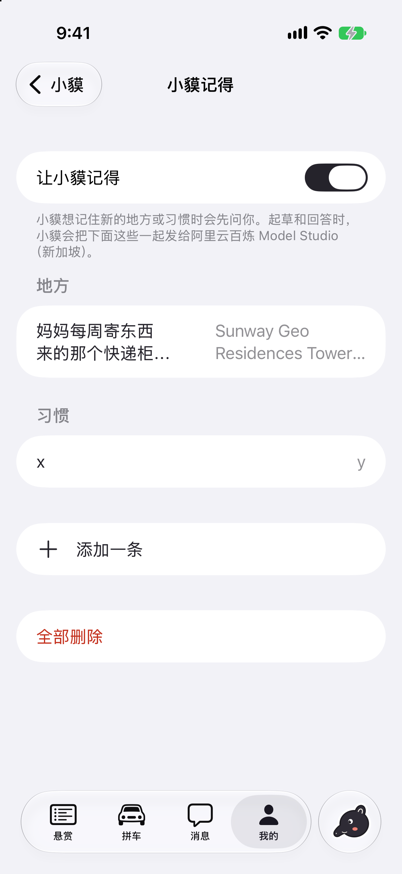 9:41
小貘
小貘记得
让小貘记得
小貘想记住新的地方或习惯时会先问你。起草和回答时，
小貘会把下面这些一起发给阿里云百炼 Model Studio
（新加坡）。
地方
妈妈每周寄东西
来的那个快递柜...
Sunway Geo
Residences Tower...
习惯
x
y
添加一条
全部删除
悬赏
拼车
消息
我的